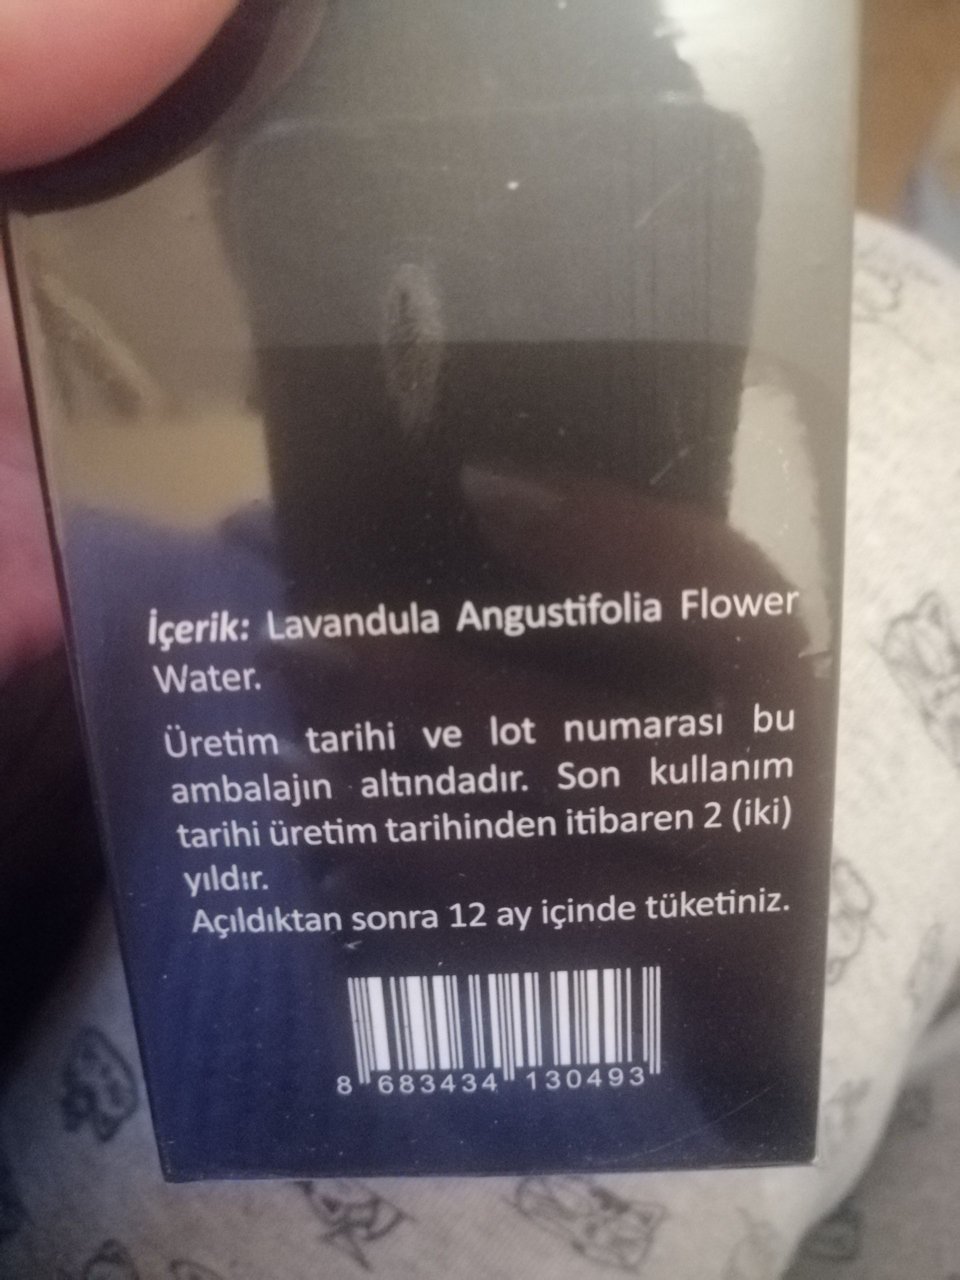 İçerik: Lavandula Angustifolia Flower
Water.
Üretim tarihi ve lot numarası bu
ambalajın altındadır. Son kullanım
tarihi üretim tarihinden itibaren 2 (iki)
yıldır.
Açıldıktan sonra 12 ay içinde tüketiniz.
8 683434 130493